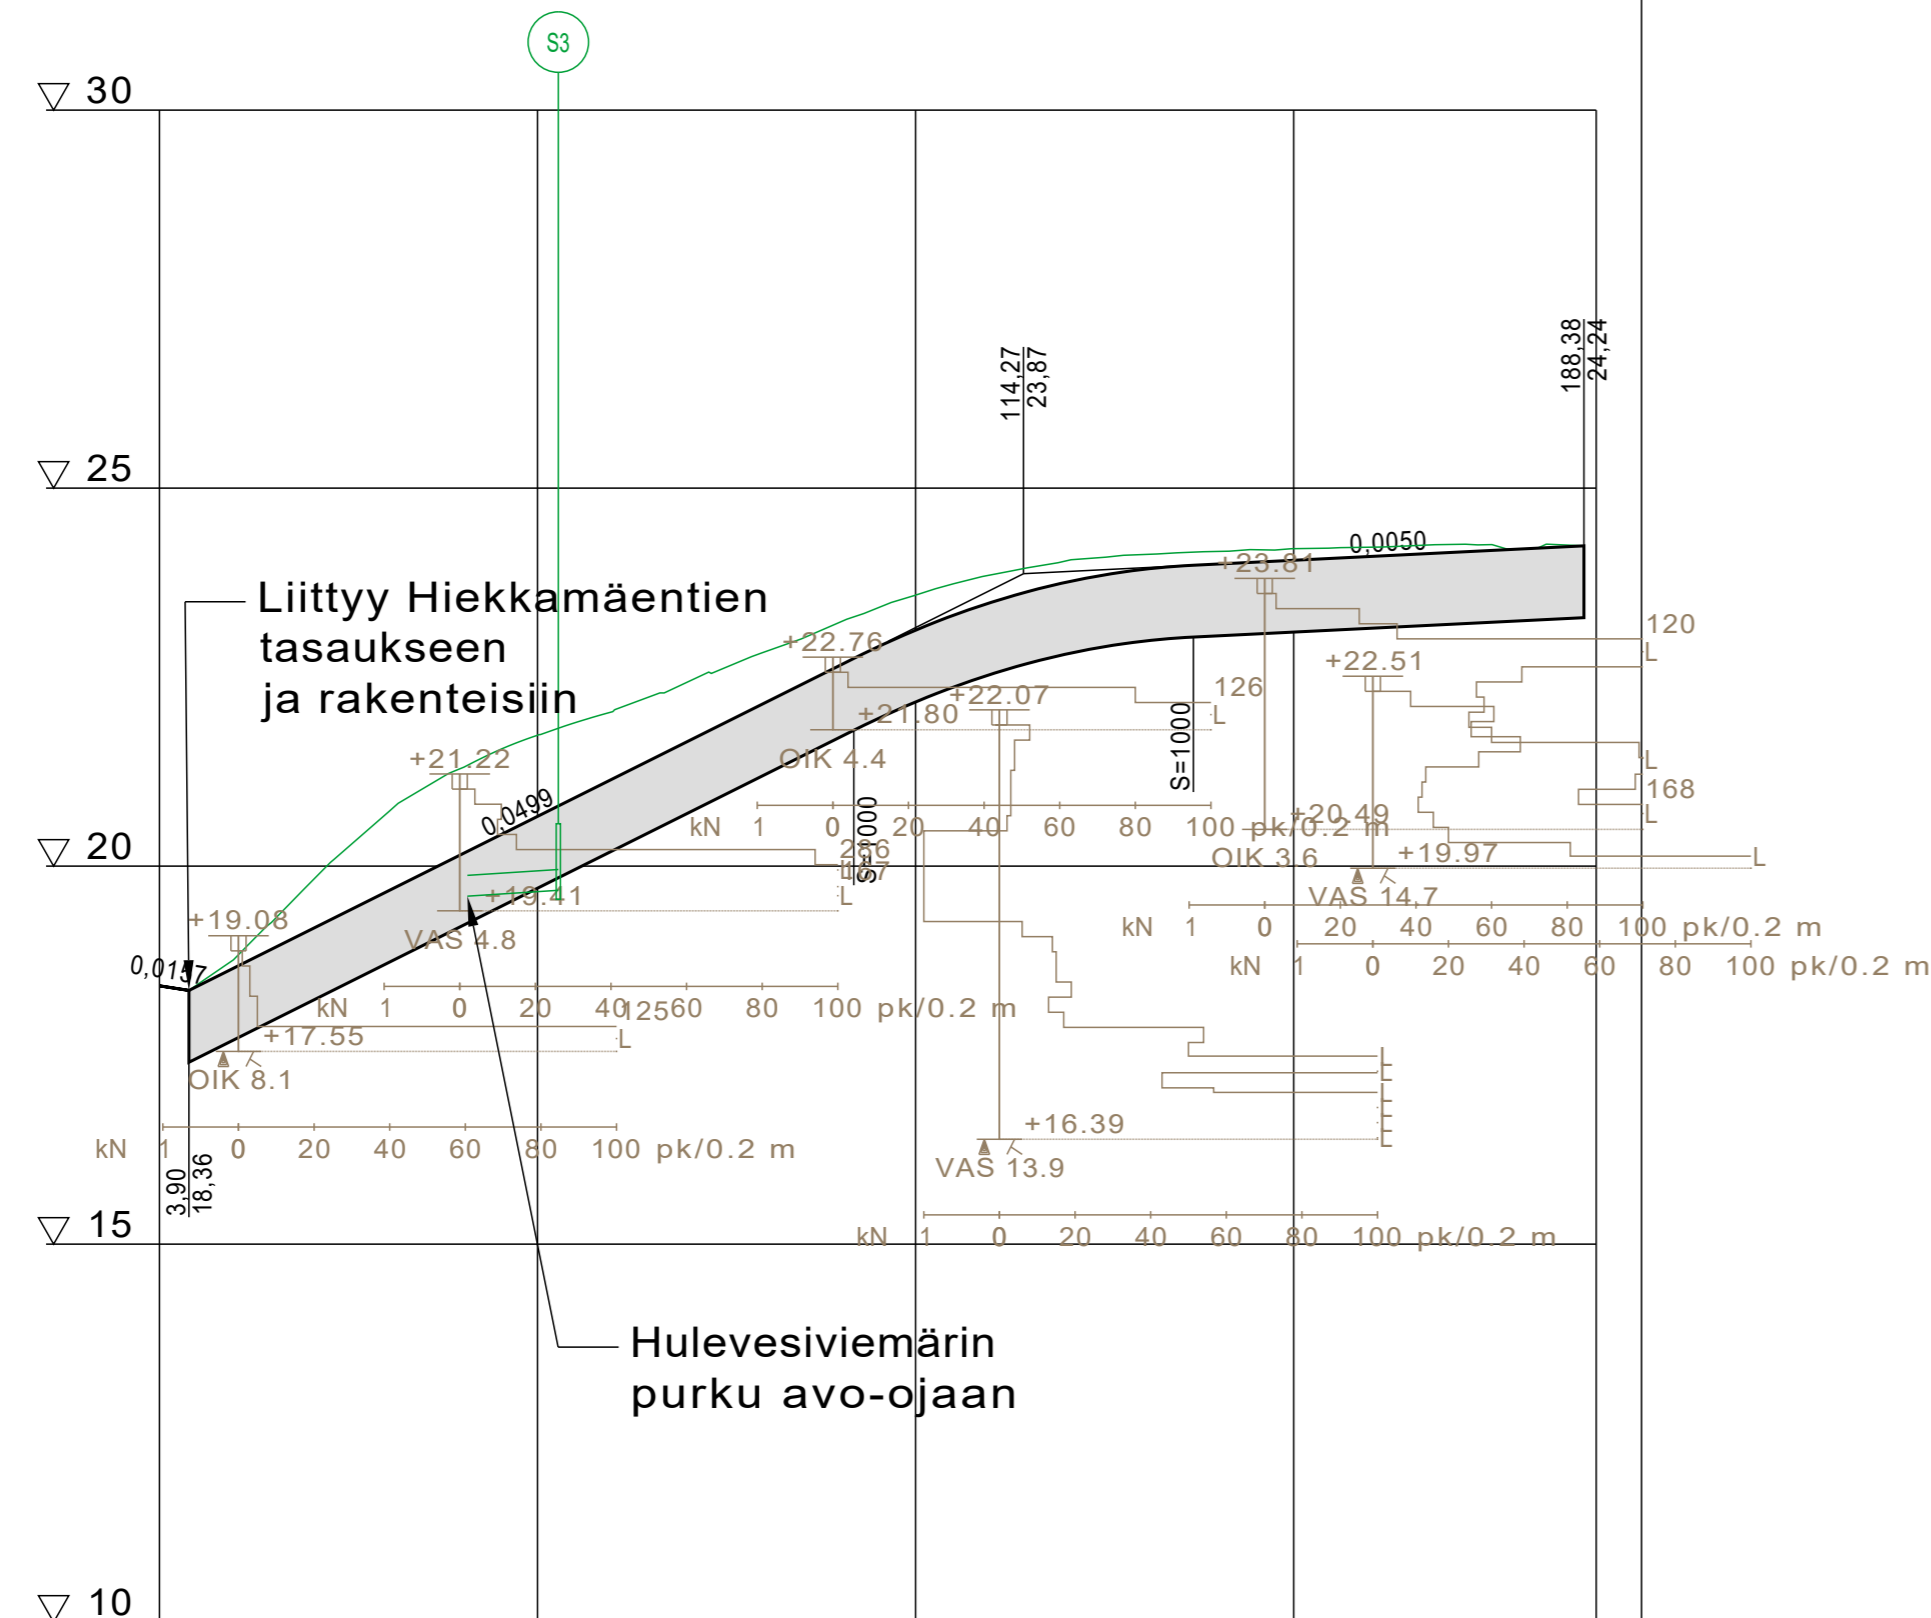 S3
30
188,38
24,24
114,27
23,87
25
0,0050
+23.81
Liittyy Hiekkamäentien
tasaukseen
ja rakenteisiin
120
L
+22.76
+22.51
126
L
+22.07
+21.80
S=1000
OIK 4.4
+21.22
L
168
L
0,0499
S=1000
kN 1 0 20 40 60 80 100 pk/0.2 m
+20.49
20
286
167
L
OIK 3.6
+19.97
L
+19.41
VAS 14.7
+19.08
VAS 4.8
kN 1 0 20 40 60 80 100 pk/0.2 m
0,0157
kN 1 0 20 40 60 80 100 pk/0.2 m
kN 1 0 20 40 60 80 100 pk/0.2 m
125
L
+17.55
OIK 8.1
L
L
L
L
L
L
+16.39
kN 1 0 20 40 60 80 100 pk/0.2 m
VAS 13.9
3,90
18,36
15
kN 1 0 20 40 60 80 100 pk/0.2 m
Hulevesiviemärin
purku avo-ojaan
10